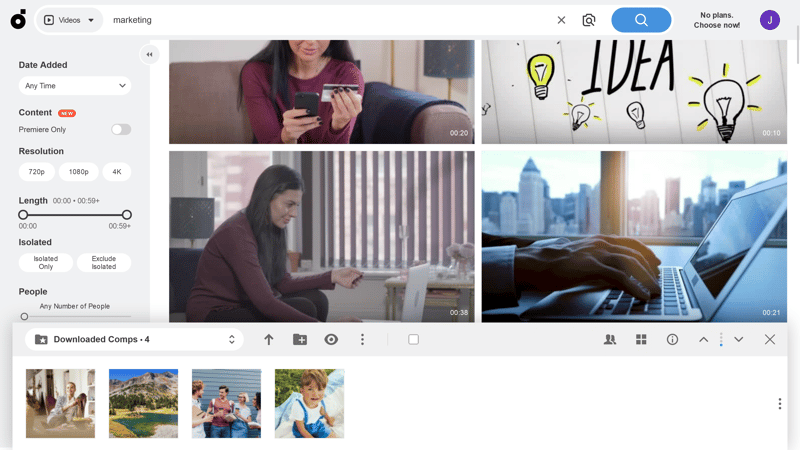 Videos
marketing
No plans.
Choose now!
J
Date Added
Any Time
Content NEW
Premiere Only
Resolution
720p 1080p 4K
Length 00:00 • 00:59+
00:00 00:59+
Isolated
Isolated
Only
Exclude
Isolated
People
Any Number of People
00:20
IDEA
00:10
00:38
00:21
Downloaded Comps • 4